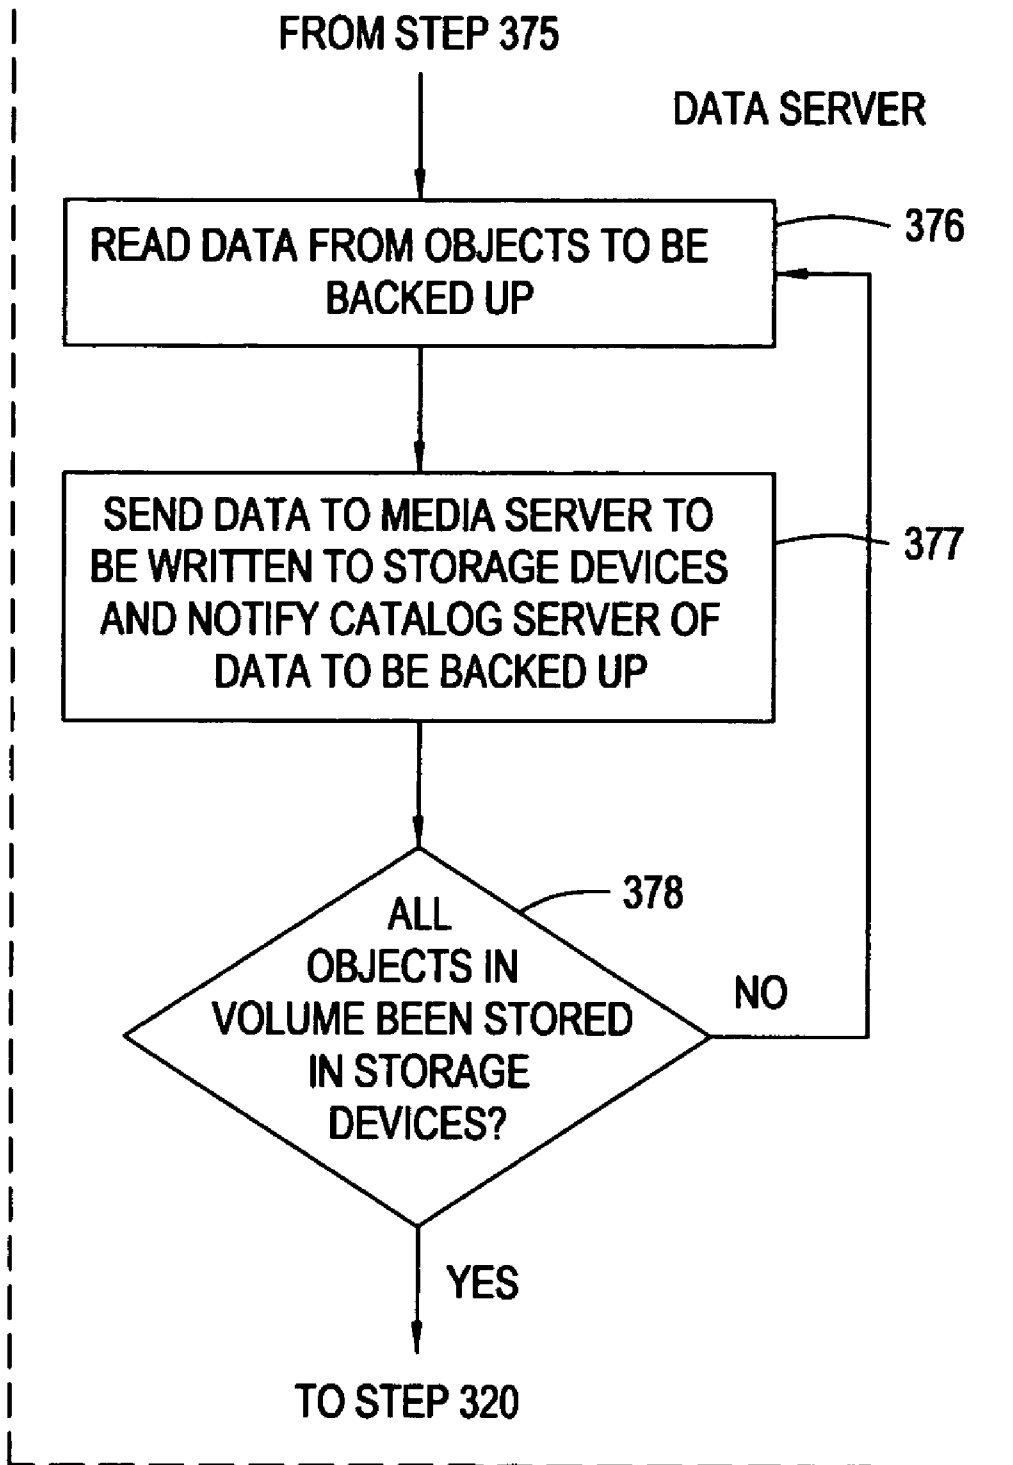 FROM STEP 375
DATA SERVER
376
READ DATA FROM OBJECTS TO BE
BACKED UP
SEND DATA TO MEDIA SERVER TO
BE WRITTEN TO STORAGE DEVICES
AND NOTIFY CATALOG SERVER OF
DATA TO BE BACKED UP
377
378
ALL
OBJECTS IN
VOLUME BEEN STORED
IN STORAGE
DEVICES?
NO
YES
TO STEP 320